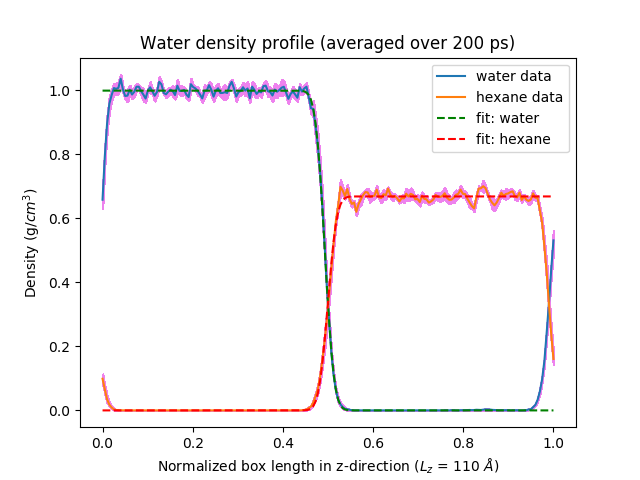 Water density profile (averaged over 200 ps)
water data
hexane data
fit: water
fit: hexane
Density (g/cm³)
1.0
0.8
0.6
0.4
0.2
0.0
0.0 0.2 0.4 0.6 0.8 1.0
Normalized box length in z-direction (L_z = 110 Å)